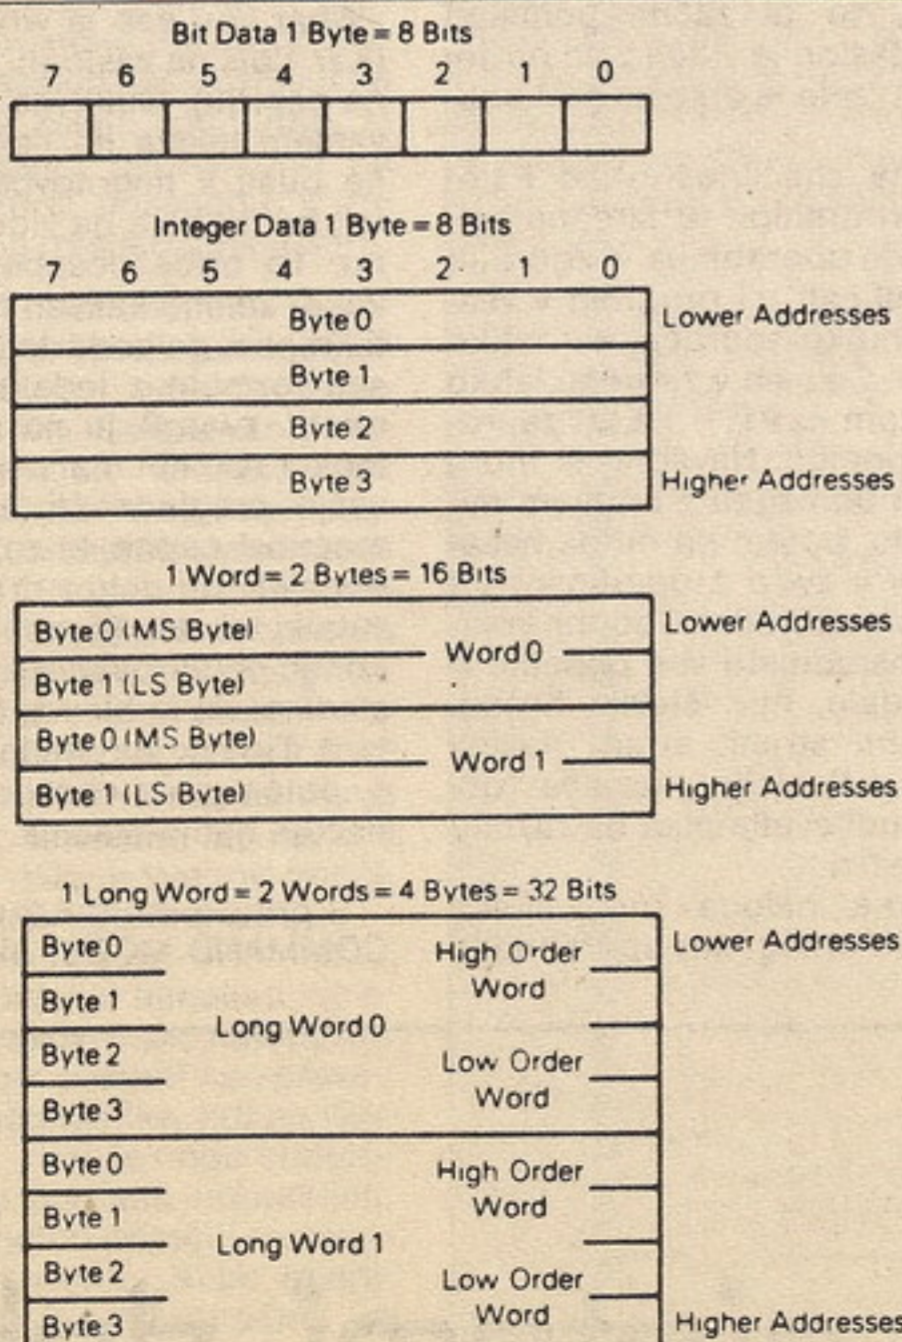 Bit Data 1 Byte = 8 Bits
7 6 5 4 3 2 1 0
Integer Data 1 Byte = 8 Bits
7 6 5 4 3 2 1 0
Byte 0 Lower Addresses
Byte 1
Byte 2
Byte 3 Higher Addresses
1 Word = 2 Bytes = 16 Bits
Byte 0 (MS Byte) Lower Addresses
Word 0
Byte 1 (LS Byte)
Byte 0 (MS Byte)
Word 1
Byte 1 (LS Byte) Higher Addresses
1 Long Word = 2 Words = 4 Bytes = 32 Bits
Byte 0 High Order Lower Addresses
Byte 1 Word
Long Word 0
Byte 2 Low Order
Byte 3 Word
Byte 0 High Order
Byte 1 Word
Long Word 1
Byte 2 Low Order
Byte 3 Word Higher Addresses